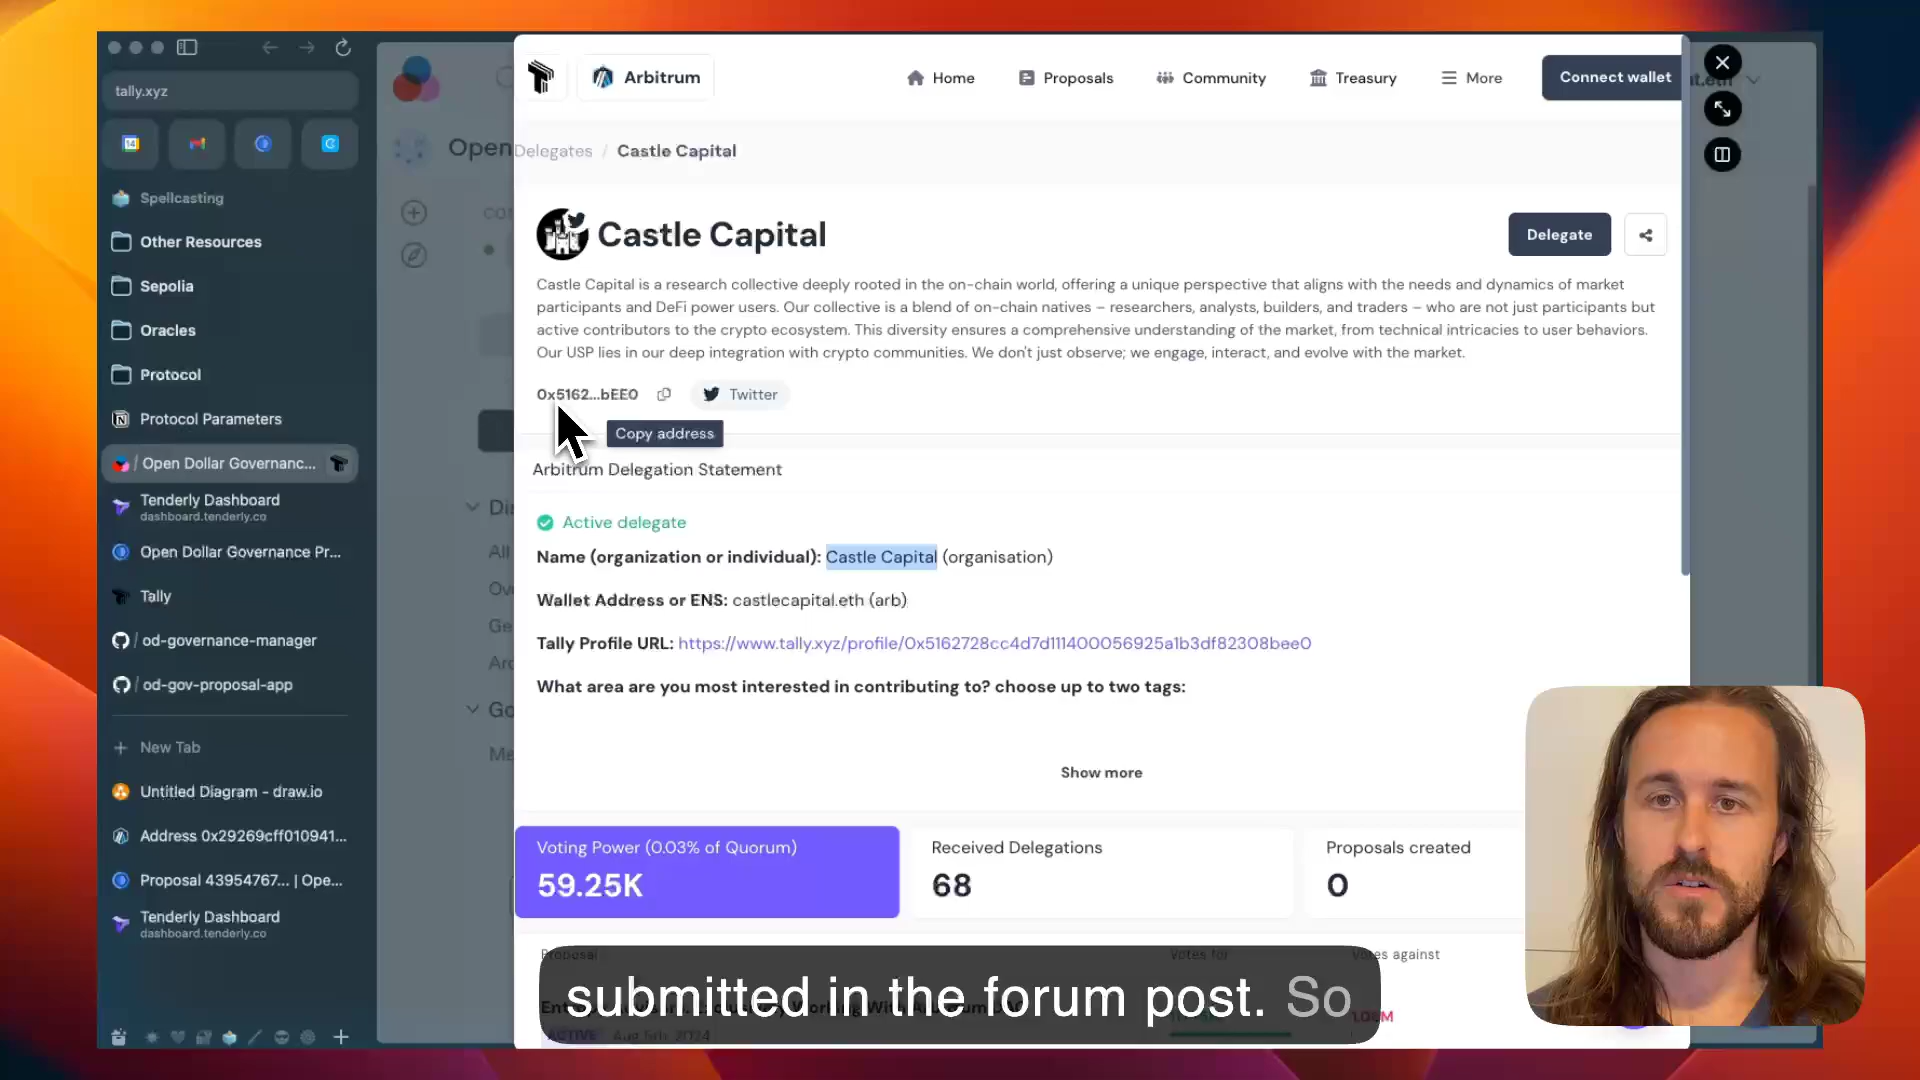 tally.xyz
Spellcasting
Other Resources
Sepolia
Oracles
Protocol
Protocol Parameters
/ Open Dollar Governanc...
Tenderly Dashboard
dashboard.tenderly.co
Open Dollar Governance Pr...
Tally
/ od-governance-manager
/ od-gov-proposal-app
New Tab
Untitled Diagram - draw.io
Address 0x29269cff010941...
Proposal 43954767... | Ope...
Tenderly Dashboard
dashboard.tenderly.co
Arbitrum
Home
Proposals
Community
Treasury
More
Connect wallet
Open
Delegates / Castle Capital
Castle Capital
Delegate
Castle Capital is a research collective deeply rooted in the on-chain world, offering a unique perspective that aligns with the needs and dynamics of market
participants and DeFi power users. Our collective is a blend of on-chain natives – researchers, analysts, builders, and traders – who are not just participants but
active contributors to the crypto ecosystem. This diversity ensures a comprehensive understanding of the market, from technical intricacies to user behaviors.
Our USP lies in our deep integration with crypto communities. We don't just observe; we engage, interact, and evolve with the market.
0x5162...bEE0
Twitter
Copy address
Arbitrum Delegation Statement
Active delegate
Name (organization or individual): Castle Capital (organisation)
Wallet Address or ENS: castlecapital.eth (arb)
Tally Profile URL: https://www.tally.xyz/profile/0x5162728cc4d7d111400056925a1b3df82308bee0
What area are you most interested in contributing to? choose up to two tags:
Show more
Voting Power (0.03% of Quorum)
59.25K
Received Delegations
68
Proposals created
0
Proposal
Votes for
Votes against
submitted in the forum post. So
ACTIVE
Aug 5th, 2024